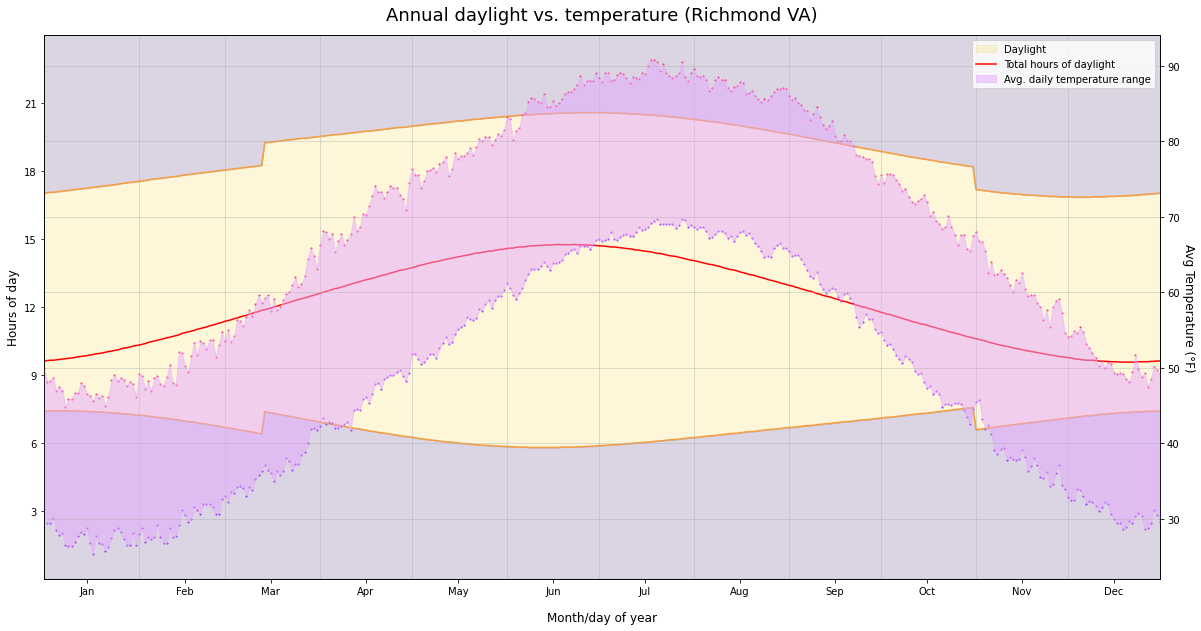 Annual daylight vs. temperature (Richmond VA)
Daylight
Total hours of daylight
Avg. daily temperature range
Hours of day
21
18
15
12
9
6
3
90
80
70
60
50
40
30
Avg Temperature (°F)
Jan Feb Mar Apr May Jun Jul Aug Sep Oct Nov Dec
Month/day of year